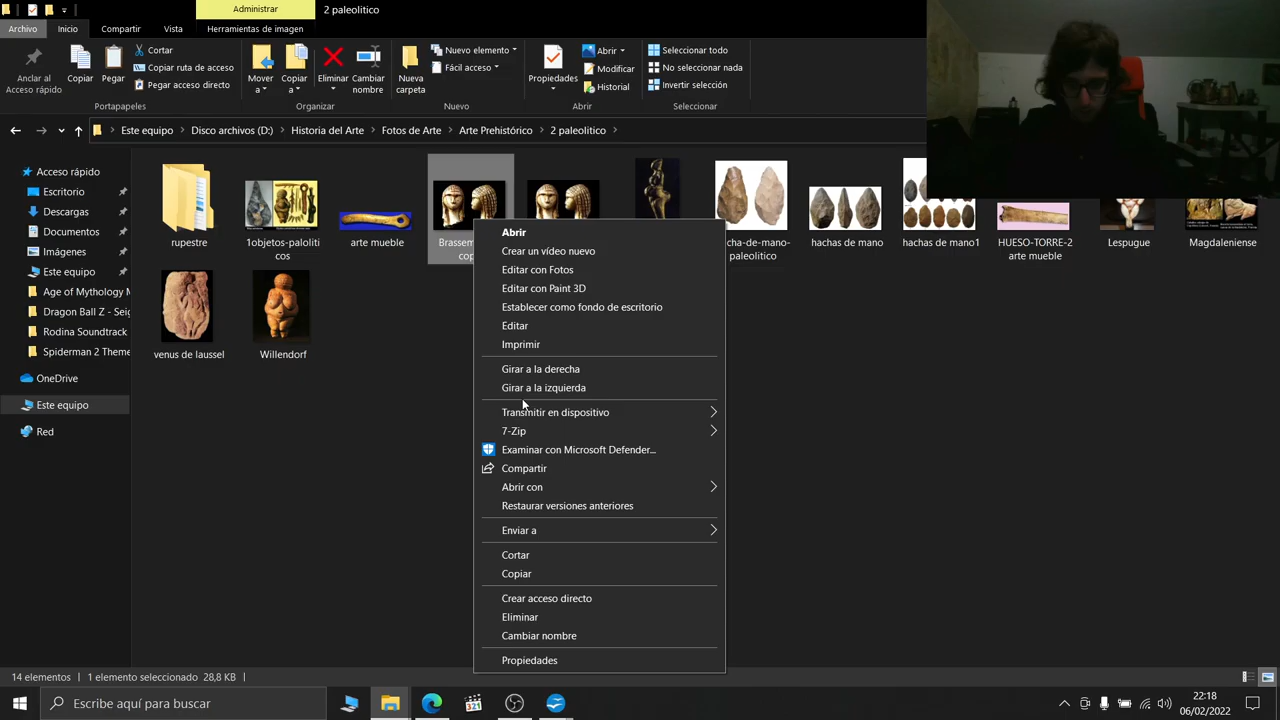 Administrar
2 paleolitico
Archivo
Inicio
Compartir
Vista
Herramientas de imagen
Anclar al
Acceso rápido
Copiar
Pegar
Cortar
Copiar ruta de acceso
Pegar acceso directo
Portapapeles
Mover
a
Copiar
a
Eliminar
Cambiar
nombre
Organizar
Nueva
carpeta
Nuevo elemento
Fácil acceso
Nuevo
Propiedades
Abrir
Modificar
Historial
Abrir
Seleccionar todo
No seleccionar nada
Invertir selección
Seleccionar
Este equipo
Disco archivos (D:)
Historia del Arte
Fotos de Arte
Arte Prehistórico
2 paleolitico
Acceso rápido
Escritorio
Descargas
Documentos
Imágenes
Este equipo
Age of Mythology M
Dragon Ball Z - Seig
Rodina Soundtrack
Spiderman 2 Theme
OneDrive
Este equipo
Red
rupestre
1objetos-paloliti
cos
arte mueble
Brassem
cop
cha-de-mano-
paleolitico
hachas de mano
hachas de mano1
HUESO-TORRE-2
arte mueble
Lespugue
Magdaleniense
venus de laussel
Willendorf
Abrir
Crear un vídeo nuevo
Editar con Fotos
Editar con Paint 3D
Establecer como fondo de escritorio
Editar
Imprimir
Girar a la derecha
Girar a la izquierda
Transmitir en dispositivo
7-Zip
Examinar con Microsoft Defender...
Compartir
Abrir con
Restaurar versiones anteriores
Enviar a
Cortar
Copiar
Crear acceso directo
Eliminar
Cambiar nombre
Propiedades
14 elementos
1 elemento seleccionado 28,8 KB
Escribe aquí para buscar
321
22:18
06/02/2022